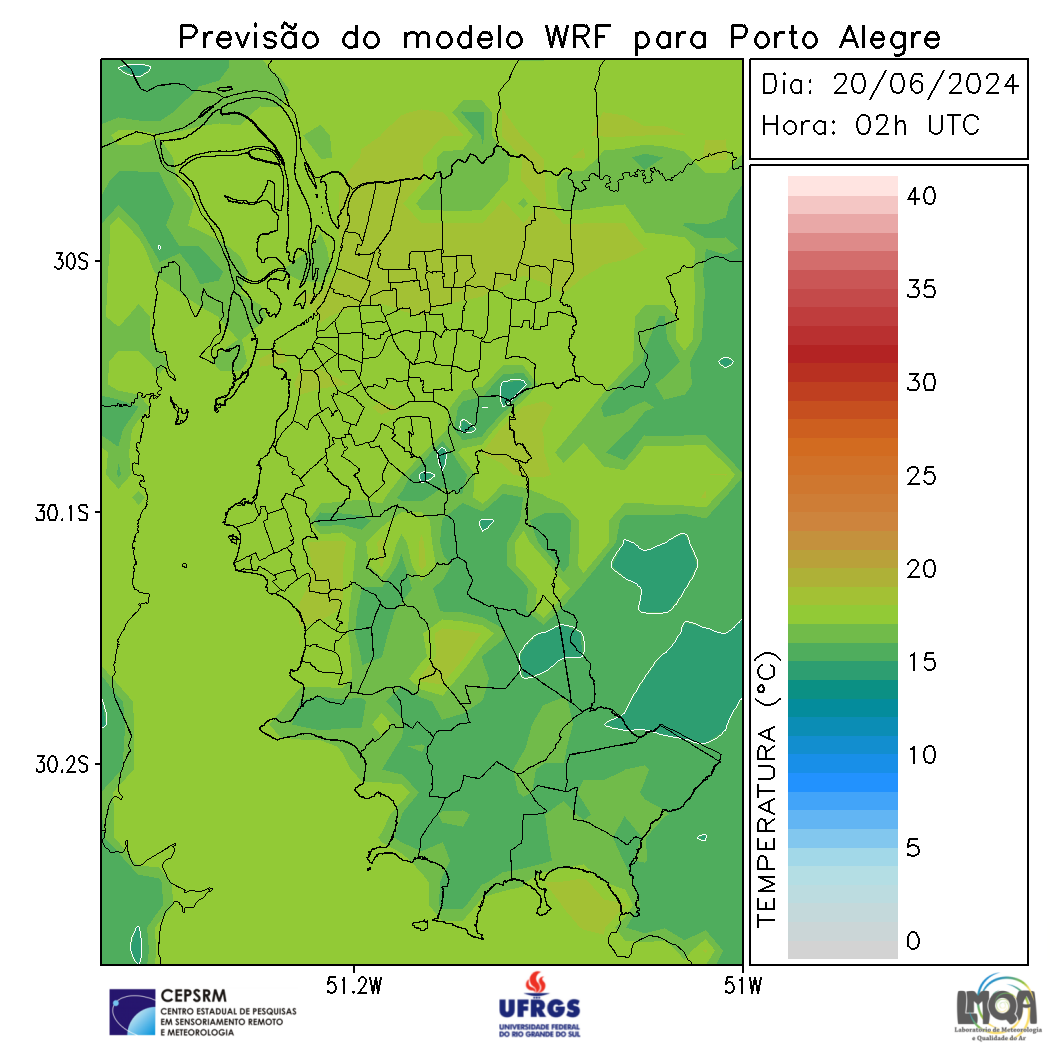 Previsão do modelo WRF para Porto Alegre
Dia: 20/06/2024
Hora: 02h UTC
30S
30.1S
30.2S
51.2W
51W
TEMPERATURA (°C)
40
35
30
25
20
15
10
5
0
CEPSRM
CENTRO ESTADUAL DE PESQUISAS
EM SENSORIAMENTO REMOTO
E METEOROLOGIA
UFRGS
UNIVERSIDADE FEDERAL
DO RIO GRANDE DO SUL
LMQA
Laboratório de Meteorologia
e Qualidade do Ar